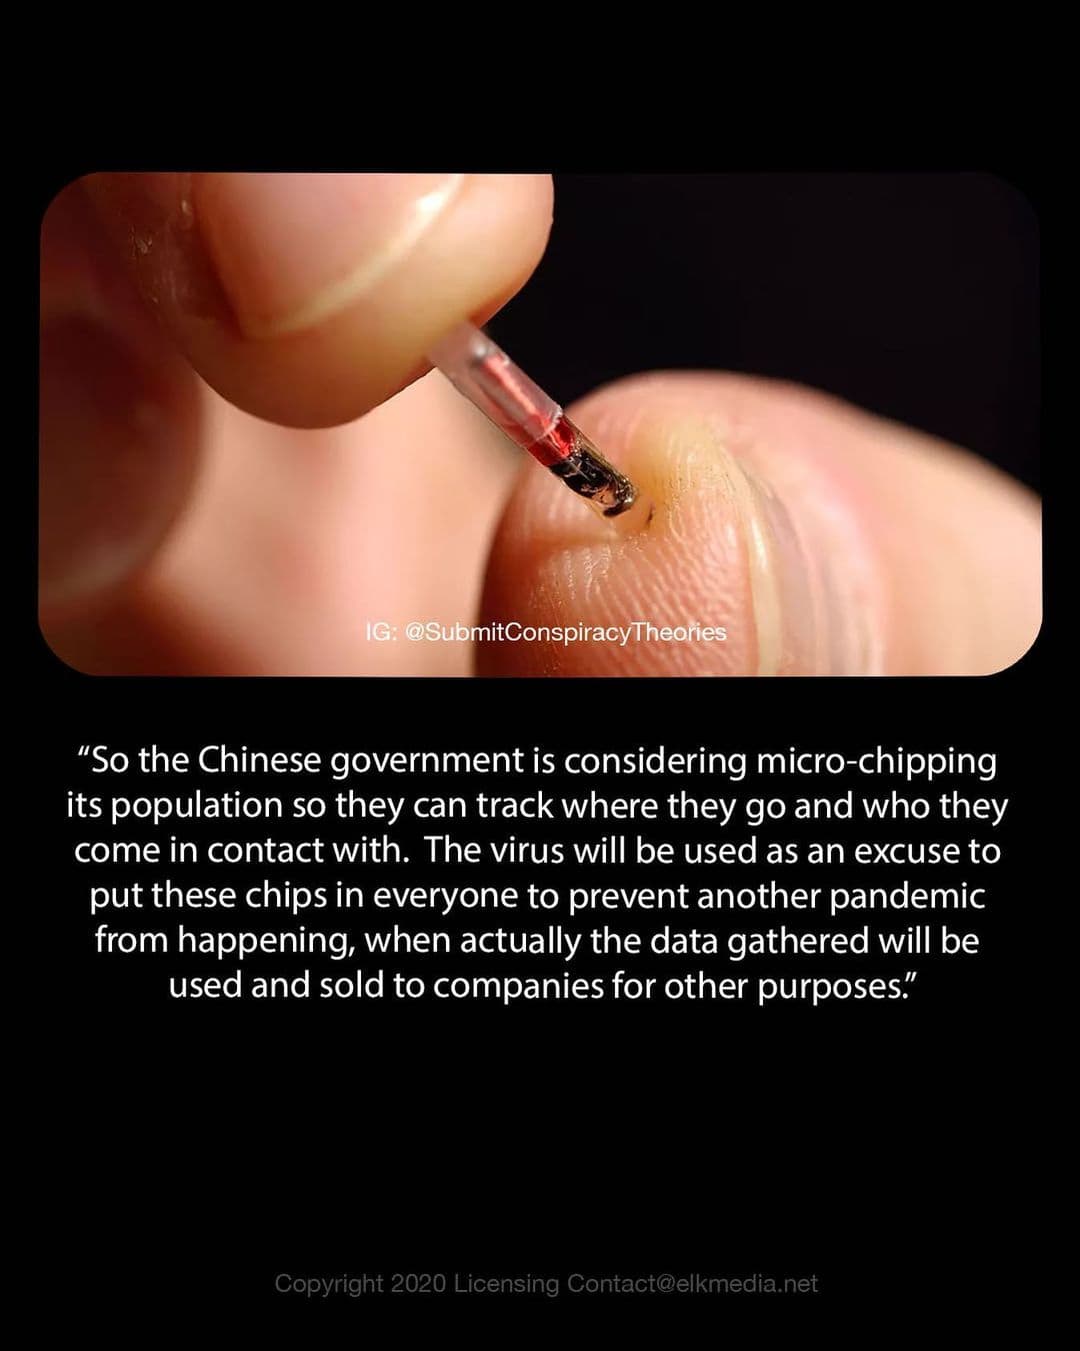 IG: @SubmitConspiracyTheories
“So the Chinese government is considering micro-chipping
its population so they can track where they go and who they
come in contact with.  The virus will be used as an excuse to
put these chips in everyone to prevent another pandemic
from happening, when actually the data gathered will be
used and sold to companies for other purposes.”
Copyright 2020 Licensing Contact@elkmedia.net